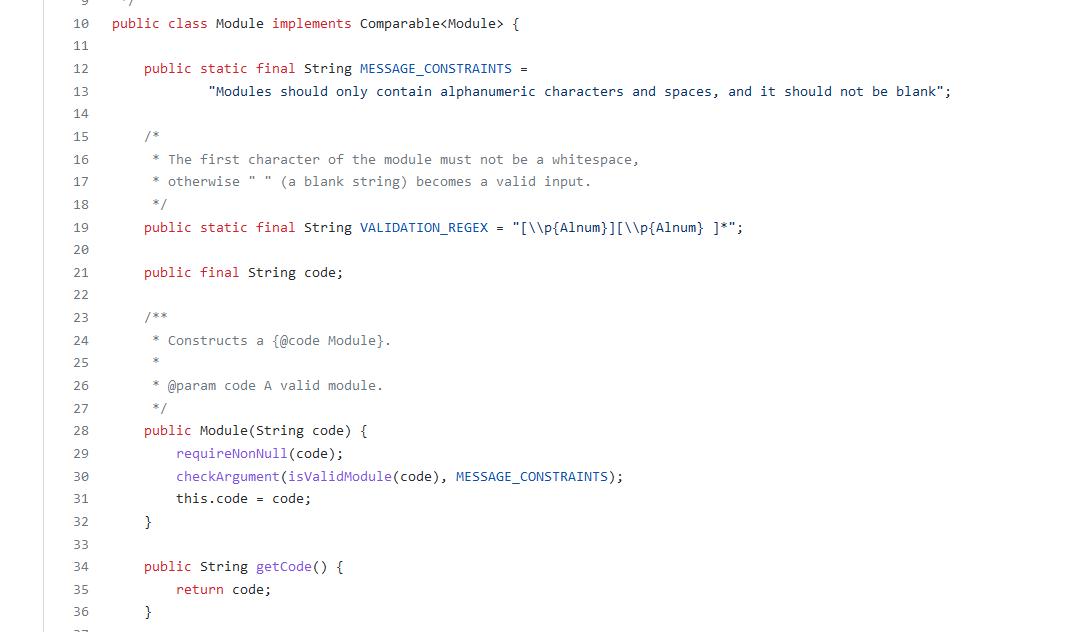 9 */
10 public class Module implements Comparable<Module> {
11
12 public static final String MESSAGE_CONSTRAINTS =
13 "Modules should only contain alphanumeric characters and spaces, and it should not be blank";
14
15 /*
16 * The first character of the module must not be a whitespace,
17 * otherwise " " (a blank string) becomes a valid input.
18 */
19 public static final String VALIDATION_REGEX = "[\\p{Alnum}][\\p{Alnum} ]*";
20
21 public final String code;
22
23 /**
24 * Constructs a {@code Module}.
25 *
26 * @param code A valid module.
27 */
28 public Module(String code) {
29 requireNonNull(code);
30 checkArgument(isValidModule(code), MESSAGE_CONSTRAINTS);
31 this.code = code;
32 }
33
34 public String getCode() {
35 return code;
36 }
37